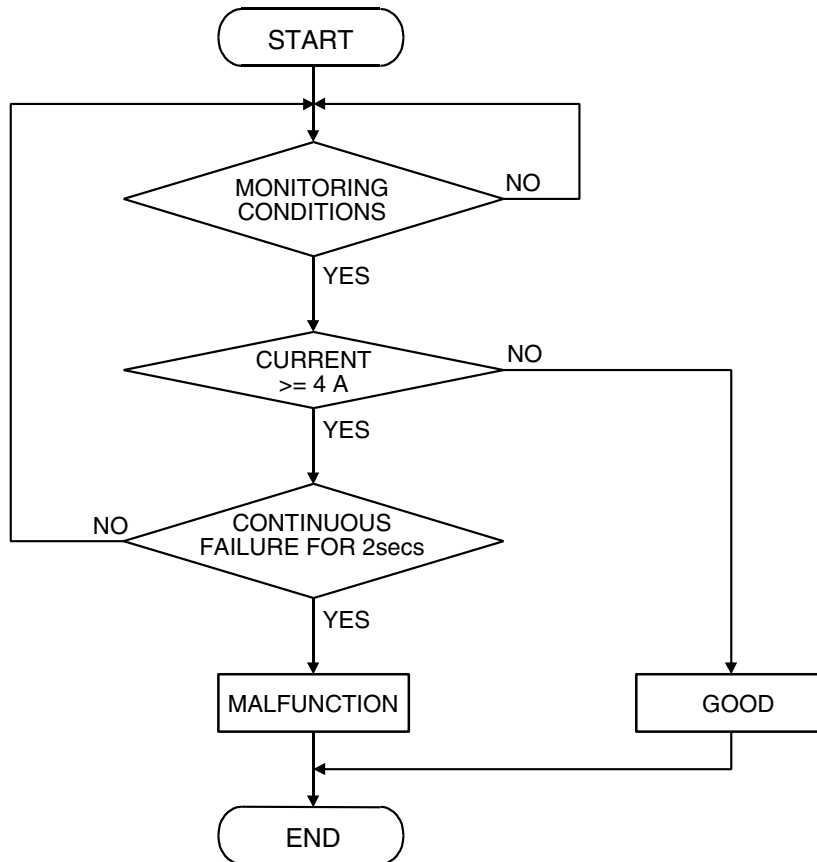 START
MONITORING
CONDITIONS
NO
YES
CURRENT
>= 4 A
NO
YES
CONTINUOUS
FAILURE FOR 2secs
NO
YES
MALFUNCTION
GOOD
END